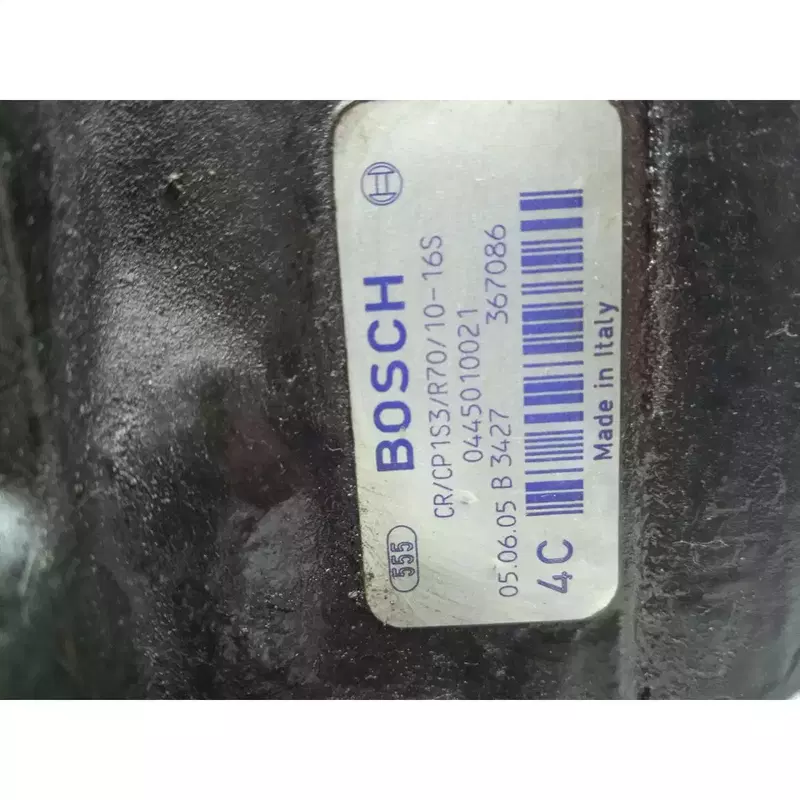 555
BOSCH
CR/CP1S3/R70/10-16S
0445010021
05.06.05 B 3427 367086
4C
Made in Italy